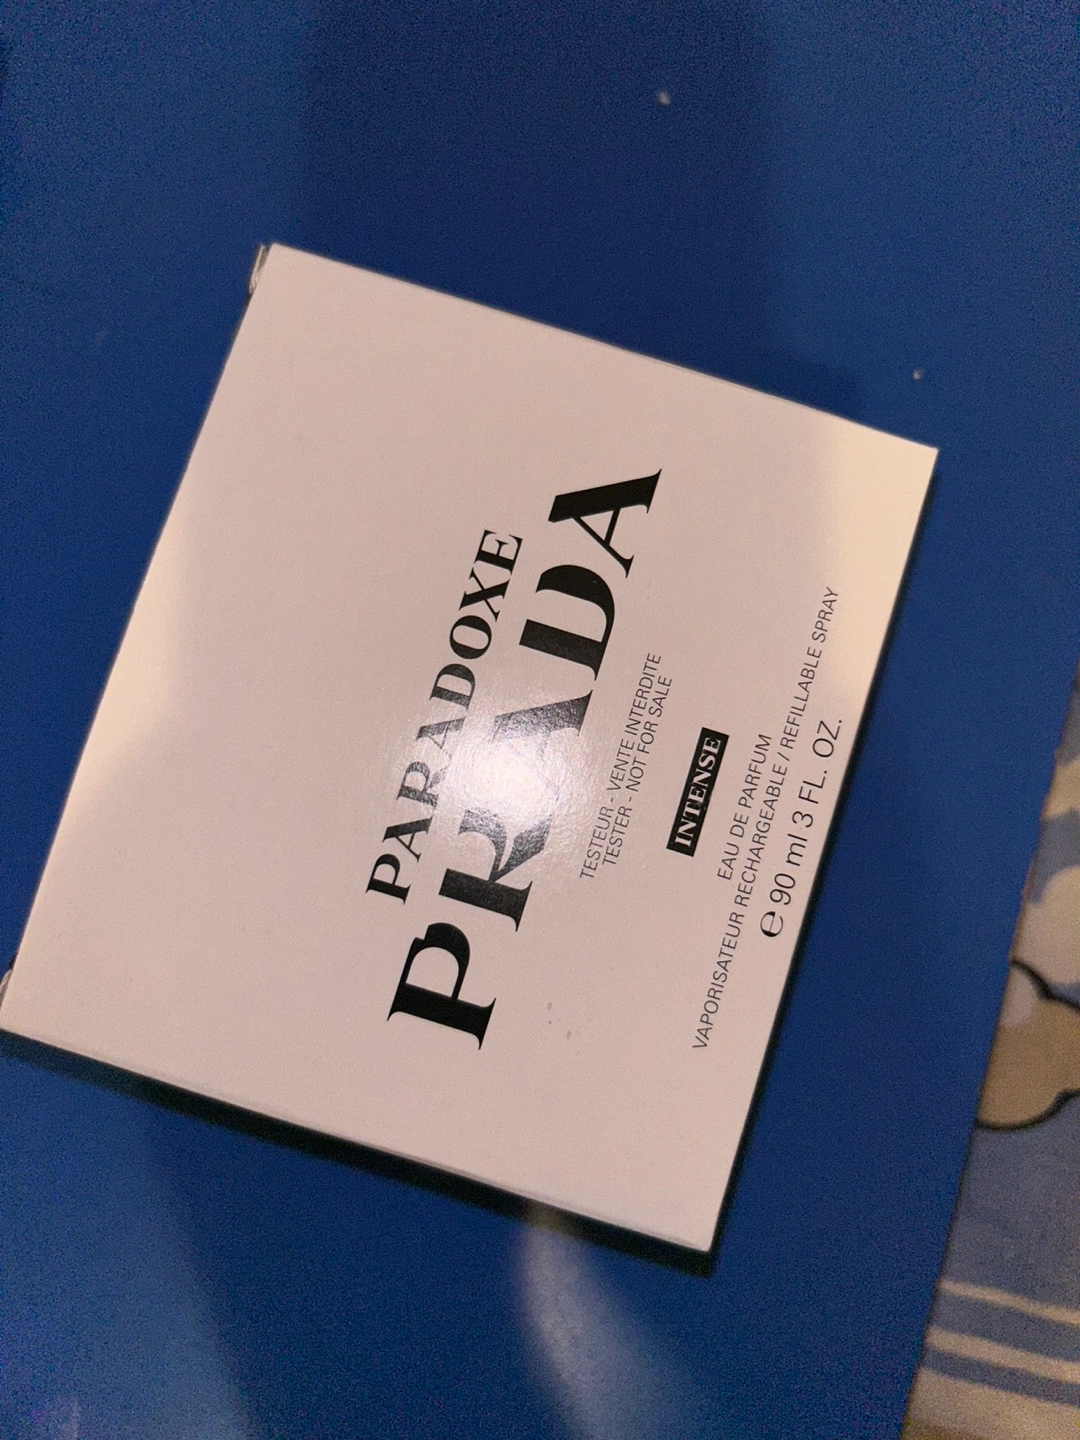 PARADOXE
PRADA
TESTEUR - VENTE INTERDITE
TESTER - NOT FOR SALE
INTENSE
EAU DE PARFUM
VAPORISATEUR RECHARGEABLE / REFILLABLE SPRAY
℮ 90 ml 3 FL. OZ.